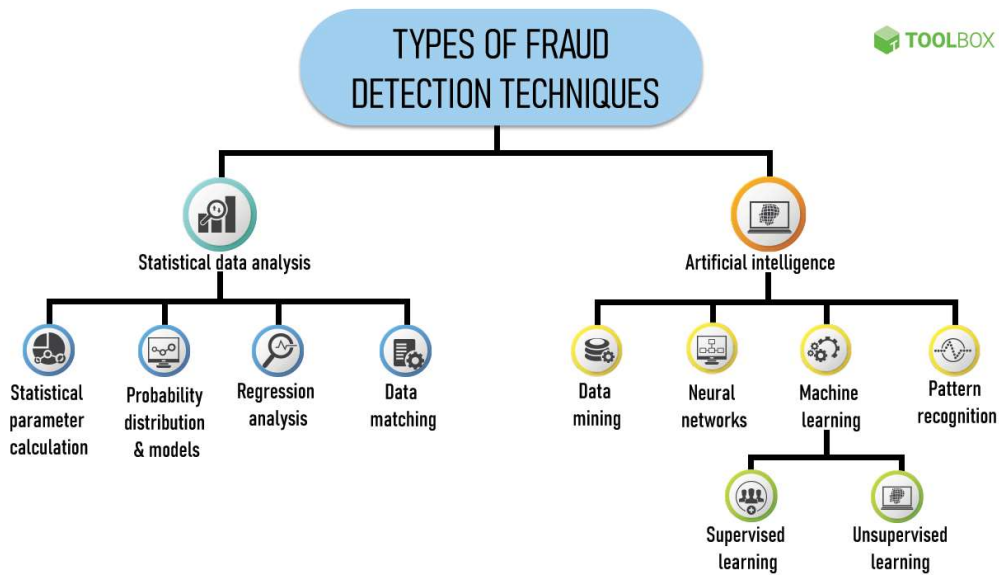 TYPES OF FRAUD
DETECTION TECHNIQUES
TOOLBOX
Statistical data analysis
Artificial intelligence
Statistical
parameter
calculation
Probability
distribution
& models
Regression
analysis
Data
matching
Data
mining
Neural
networks
Machine
learning
Pattern
recognition
Supervised
learning
Unsupervised
learning